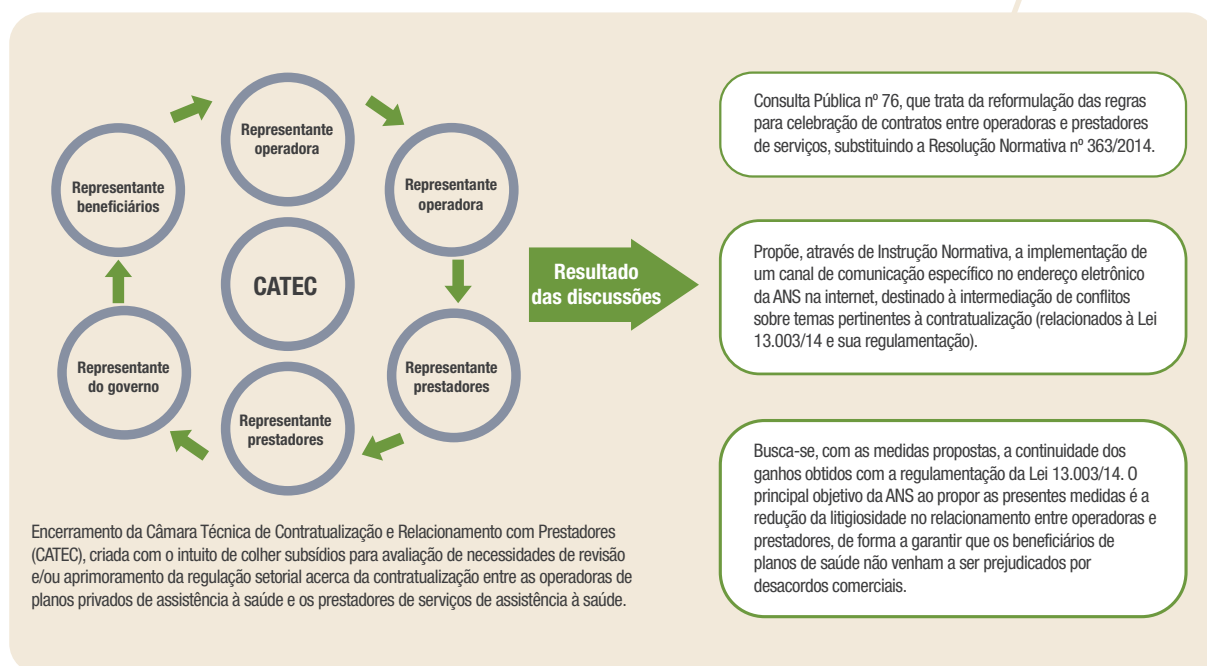 Representante
operadora
Representante
operadora
Representante
prestadores
Representante
prestadores
Representante
do governo
Representante
beneficiários
CATEC
Resultado
das discussões
Encerramento da Câmara Técnica de Contratualização e Relacionamento com Prestadores
(CATEC), criada com o intuito de colher subsídios para avaliação de necessidades de revisão
e/ou aprimoramento da regulação setorial acerca da contratualização entre as operadoras de
planos privados de assistência à saúde e os prestadores de serviços de assistência à saúde.
Consulta Pública nº 76, que trata da reformulação das regras
para celebração de contratos entre operadoras e prestadores
de serviços, substituindo a Resolução Normativa nº 363/2014.
Propõe, através de Instrução Normativa, a implementação de
um canal de comunicação específico no endereço eletrônico
da ANS na internet, destinado à intermediação de conflitos
sobre temas pertinentes à contratualização (relacionados à Lei
13.003/14 e sua regulamentação).
Busca-se, com as medidas propostas, a continuidade dos
ganhos obtidos com a regulamentação da Lei 13.003/14. O
principal objetivo da ANS ao propor as presentes medidas é a
redução da litigiosidade no relacionamento entre operadoras e
prestadores, de forma a garantir que os beneficiários de
planos de saúde não venham a ser prejudicados por
desacordos comerciais.